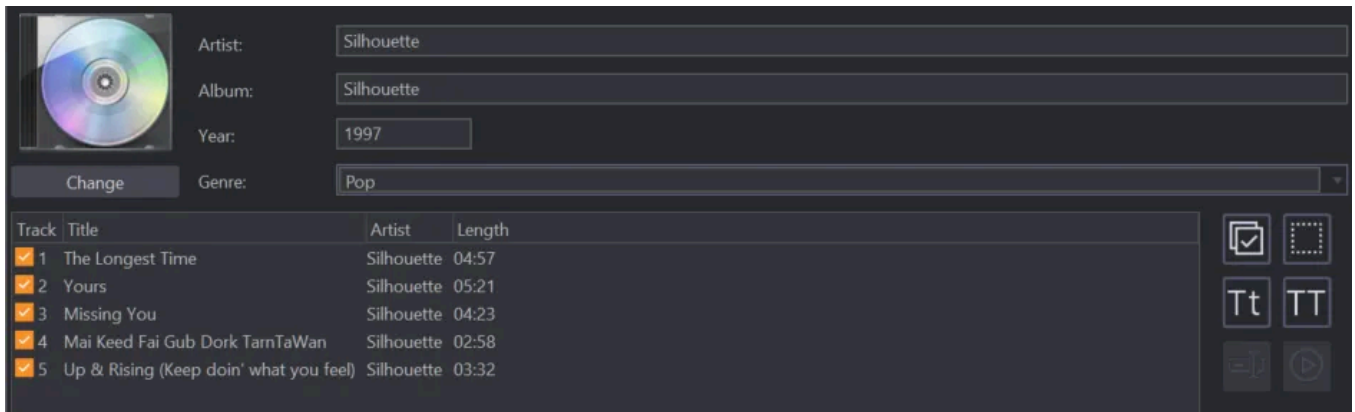 Artist: Silhouette
Album: Silhouette
Year: 1997
Change Genre: Pop
Track Title Artist Length
1 The Longest Time Silhouette 04:57
2 Yours Silhouette 05:21
3 Missing You Silhouette 04:23
4 Mai Keed Fai Gub Dork TarnTaWan Silhouette 02:58
5 Up & Rising (Keep doin' what you feel) Silhouette 03:32
Tt TT